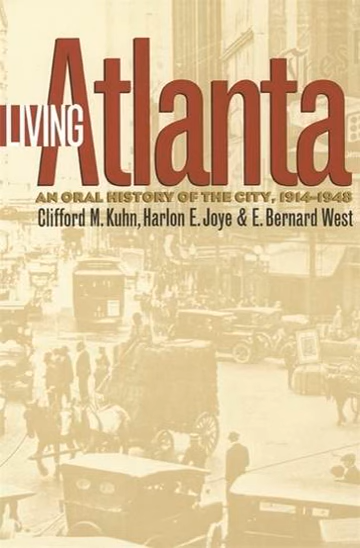 LIVING
Atlanta
AN ORAL HISTORY OF THE CITY, 1914–1948
Clifford M. Kuhn, Harlon E. Joye & E. Bernard West